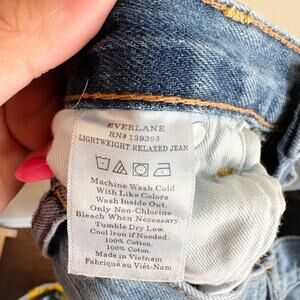 EVERLANE
RN# 139393
LIGHTWEIGHT RELAXED JEAN
Machine Wash Cold
With Like Colors
Wash Inside Out.
Only Non-Chlorine
Bleach When Necessary
Tumble Dry Low.
Cool Iron if Needed.
100% Cotton.
100% Coton.
Made in Vietnam
Fabriqué au Viêt-Nam